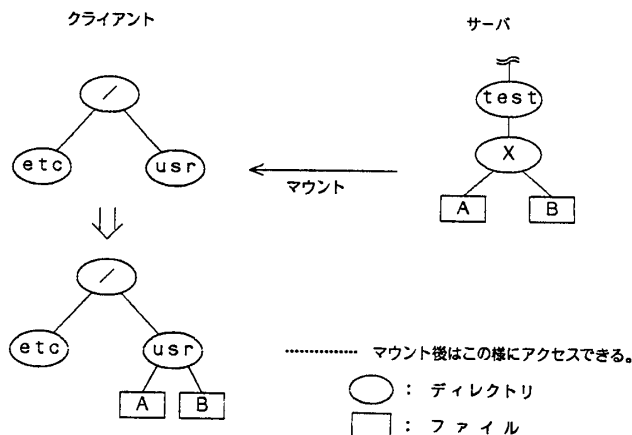 クライアント
サーバ
/
etc
usr
マウント
test
X
A
B
/
etc
usr
A
B
………… マウント後はこの様にアクセスできる。
: ディレクトリ
: ファイル